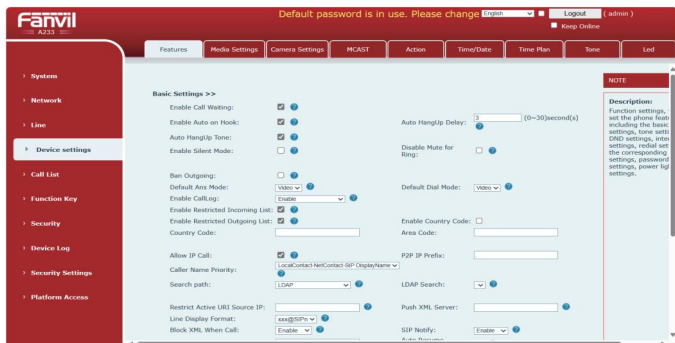 Fanvil
A233
Default password is in use. Please change
English
Logout
( admin )
Keep Online
Features
Media Settings
Camera Settings
MCAST
Action
Time/Date
Time Plan
Tone
Led
› System
› Network
› Line
› Device settings
› Call List
› Function Key
› Security
› Device Log
› Security Settings
› Platform Access
Basic Settings >>
Enable Call Waiting:
Enable Auto on Hook:
Auto HangUp Delay: 3 (0~30)second(s)
Auto HangUp Tone:
Enable Silent Mode:
Disable Mute for
Ring:
Ban Outgoing:
Default Ans Mode: Video
Default Dial Mode: Video
Enable CallLog: Enable
Enable Restricted Incoming List:
Enable Restricted Outgoing List:
Enable Country Code:
Country Code:
Area Code:
Allow IP Call:
P2P IP Prefix:
Caller Name Priority: LocalContact-NetContact-SIP DisplayName
Search path: LDAP
LDAP Search:
Restrict Active URI Source IP:
Push XML Server:
Line Display Format: xxx@SIPn
Block XML When Call: Enable
SIP Notify: Enable
Auto Resume
NOTE
Description:
Function settings,
set the phone feat
including the basic
settings, tone setti
DND settings, inter
settings, redial set
the corresponding
settings, password
settings, power lig
settings.